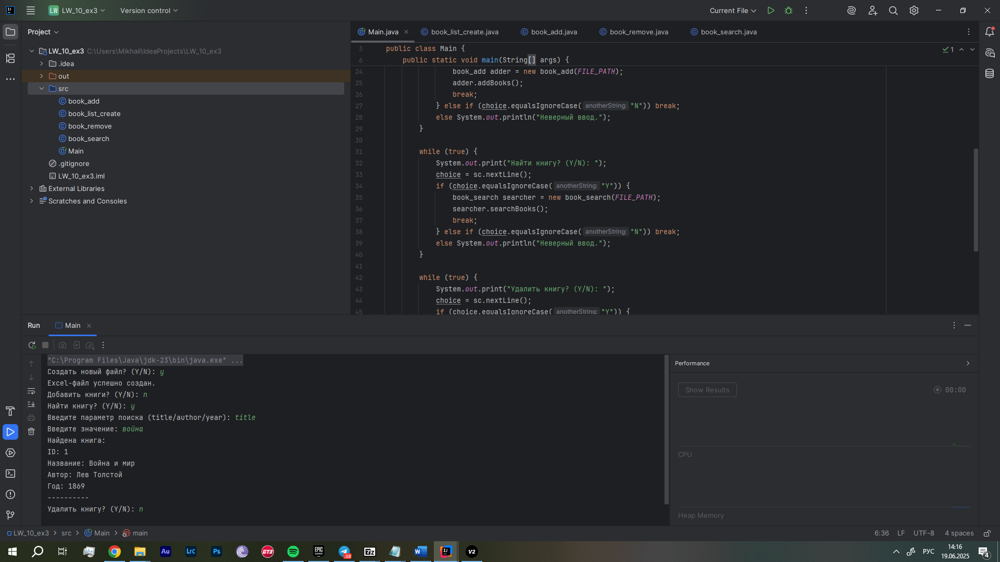 LW LW_10_ex3 Version control Current File
Project
LW_10_ex3 C:\Users\Mikhail\IdeaProjects\LW_10_ex3
.idea
out
src
book_add
book_list_create
book_remove
book_search
Main
.gitignore
LW_10_ex3.iml
External Libraries
Scratches and Consoles
Main.java book_list_create.java book_add.java book_remove.java book_search.java
1
3 public class Main {
6 public static void main(String[] args) {
24 book_add adder = new book_add(FILE_PATH);
25 adder.addBooks();
26 break;
27 } else if (choice.equalsIgnoreCase( anotherString: "N")) break;
28 else System.out.println("Неверный ввод.");
29 }
30
31 while (true) {
32 System.out.print("Найти книгу? (Y/N): ");
33 choice = sc.nextLine();
34 if (choice.equalsIgnoreCase( anotherString: "Y")) {
35 book_search searcher = new book_search(FILE_PATH);
36 searcher.searchBooks();
37 break;
38 } else if (choice.equalsIgnoreCase( anotherString: "N")) break;
39 else System.out.println("Неверный ввод.");
40 }
41
42 while (true) {
43 System.out.print("Удалить книгу? (Y/N): ");
44 choice = sc.nextLine();
45 if (choice.equalsIgnoreCase( anotherString: "Y")) {
Run Main
"C:\Program Files\Java\jdk-23\bin\java.exe" ...
Создать новый файл? (Y/N): y
Excel-файл успешно создан.
Добавить книги? (Y/N): n
Найти книгу? (Y/N): y
Введите параметр поиска (title/author/year): title
Введите значение: война
Найдена книга:
ID: 1
Название: Война и мир
Автор: Лев Толстой
Год: 1869
----------
Удалить книгу? (Y/N): n
Performance
Show Results 00:00
CPU
Heap Memory
LW_10_ex3 src Main main
6:36 LF UTF-8 4 spaces
Au Lrc Ps GT3 EPIC GAMES .08 7z W IJ V2
РУС 14:16
19.06.2025
4